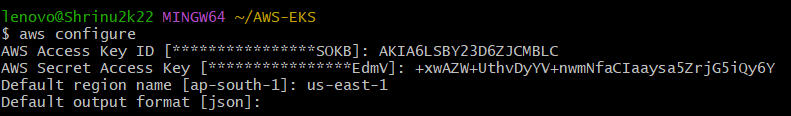 lenovo@Shrinu2k22 MINGW64 ~/AWS-EKS
$ aws configure
AWS Access Key ID [****************SOKB]: AKIA6LSBY23D6ZJCMBLC
AWS Secret Access Key [****************EdmV]: 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
Default region name [ap-south-1]: us-east-1
Default output format [json]: